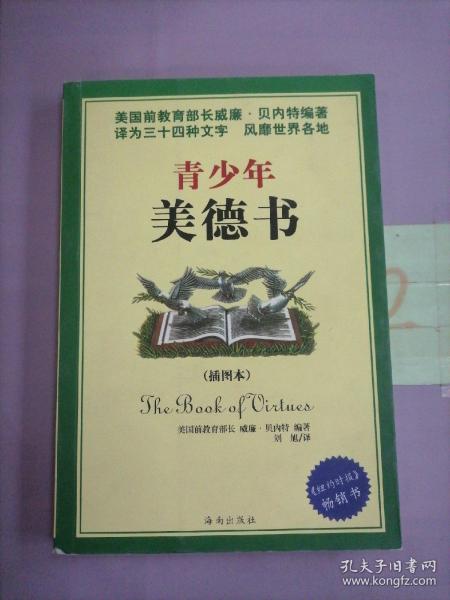 美国前教育部长威廉·贝内特编著
译为三十四种文字 风靡世界各地
青少年
美德书
(插图本)
The Book of Virtues
美国前教育部长 威廉·贝内特 编著
刘 旭/译
《纽约时报》
畅销书
海南出版社
2
孔夫子旧书网
www.kongfz.com